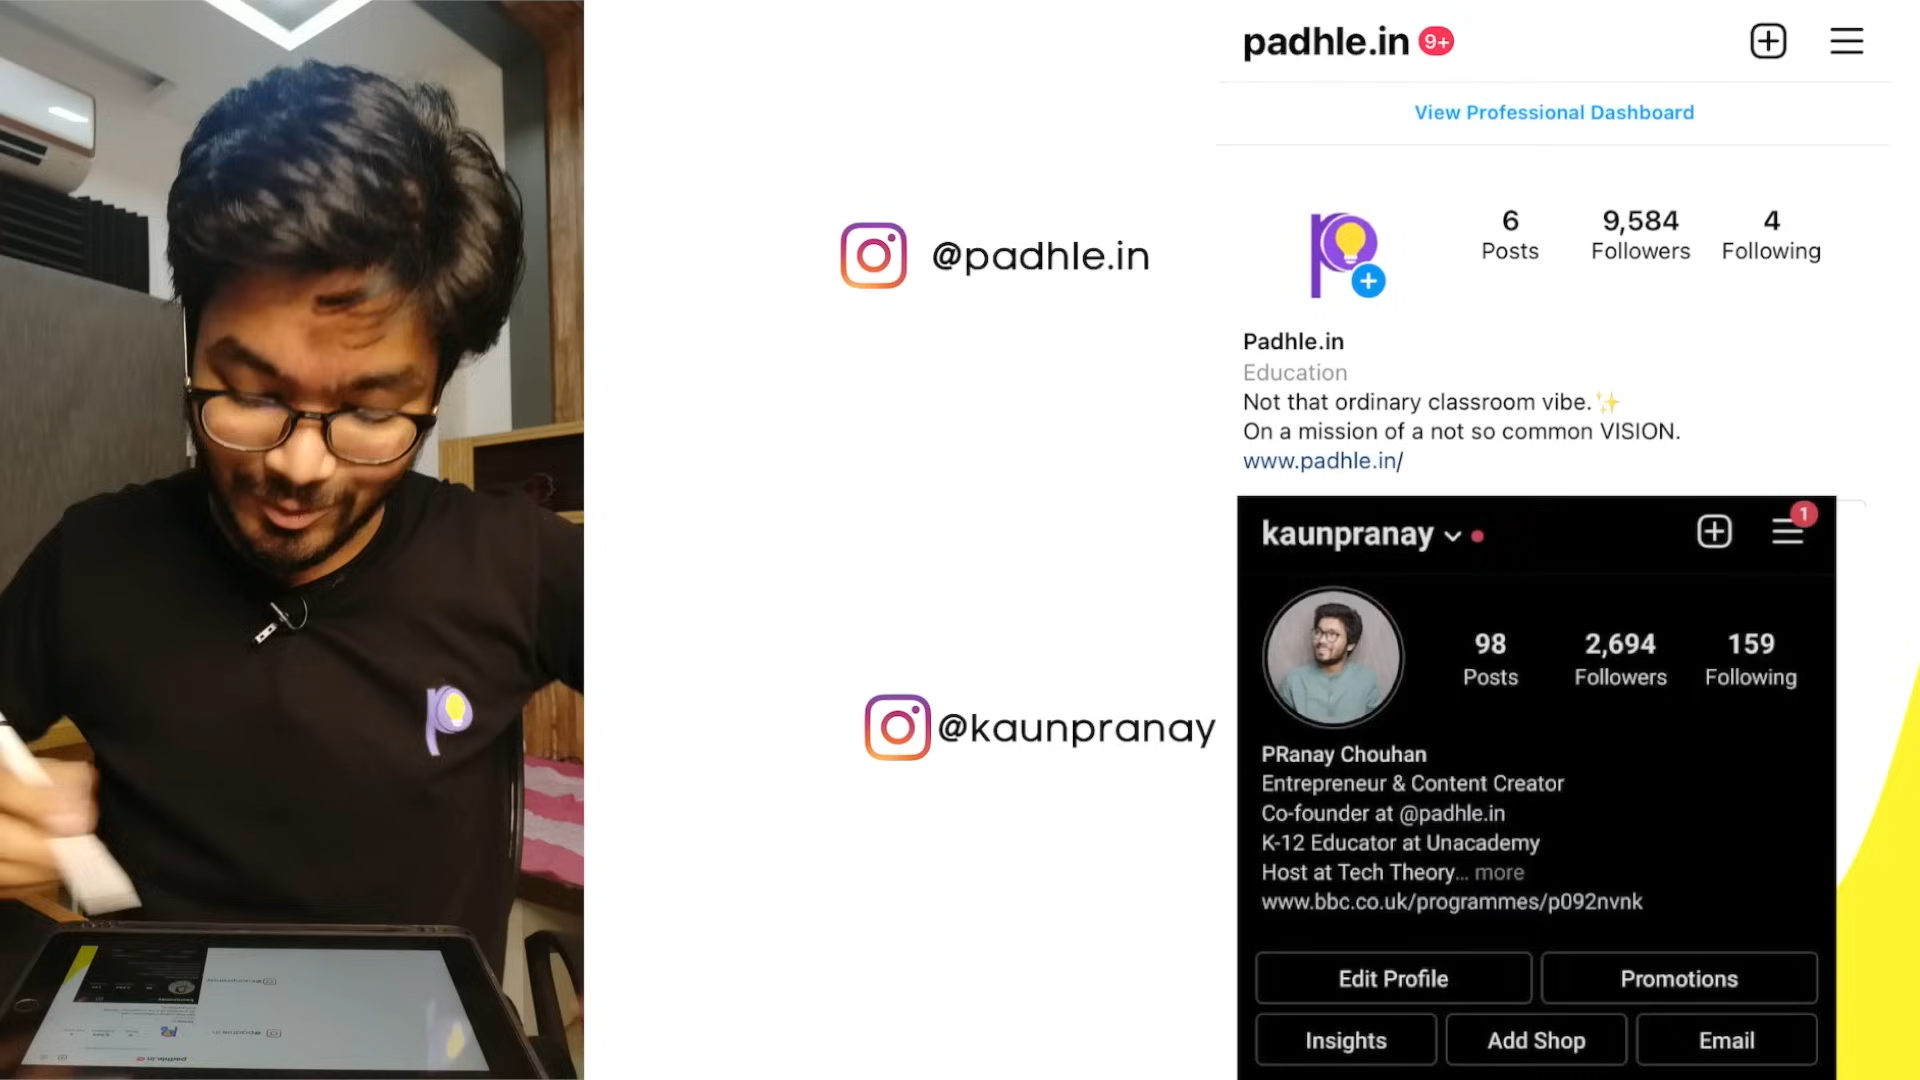 padhle.in 9+
View Professional Dashboard
6 9,584 4
Posts Followers Following
@padhle.in
Padhle.in
Education
Not that ordinary classroom vibe.✨
On a mission of a not so common VISION.
www.padhle.in/
kaunpranay 1
98 2,694 159
Posts Followers Following
@kaunpranay
PRanay Chouhan
Entrepreneur & Content Creator
Co-founder at @padhle.in
K-12 Educator at Unacademy
Host at Tech Theory... more
www.bbc.co.uk/programmes/p092nvnk
Edit Profile Promotions
Insights Add Shop Email